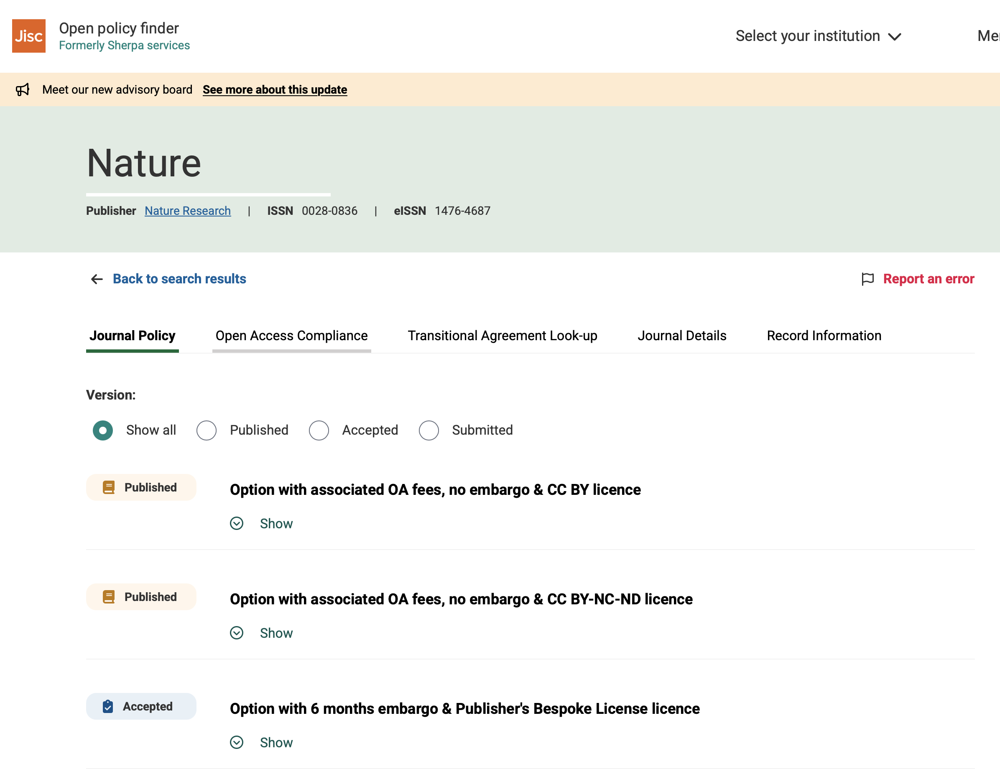 Jisc
Open policy finder
Formerly Sherpa services
Select your institution
Meet our new advisory board See more about this update
Nature
Publisher Nature Research | ISSN 0028-0836 | eISSN 1476-4687
Back to search results
Report an error
Journal Policy Open Access Compliance Transitional Agreement Look-up Journal Details Record Information
Version:
Show all Published Accepted Submitted
Published Option with associated OA fees, no embargo & CC BY licence
Show
Published Option with associated OA fees, no embargo & CC BY-NC-ND licence
Show
Accepted Option with 6 months embargo & Publisher's Bespoke License licence
Show